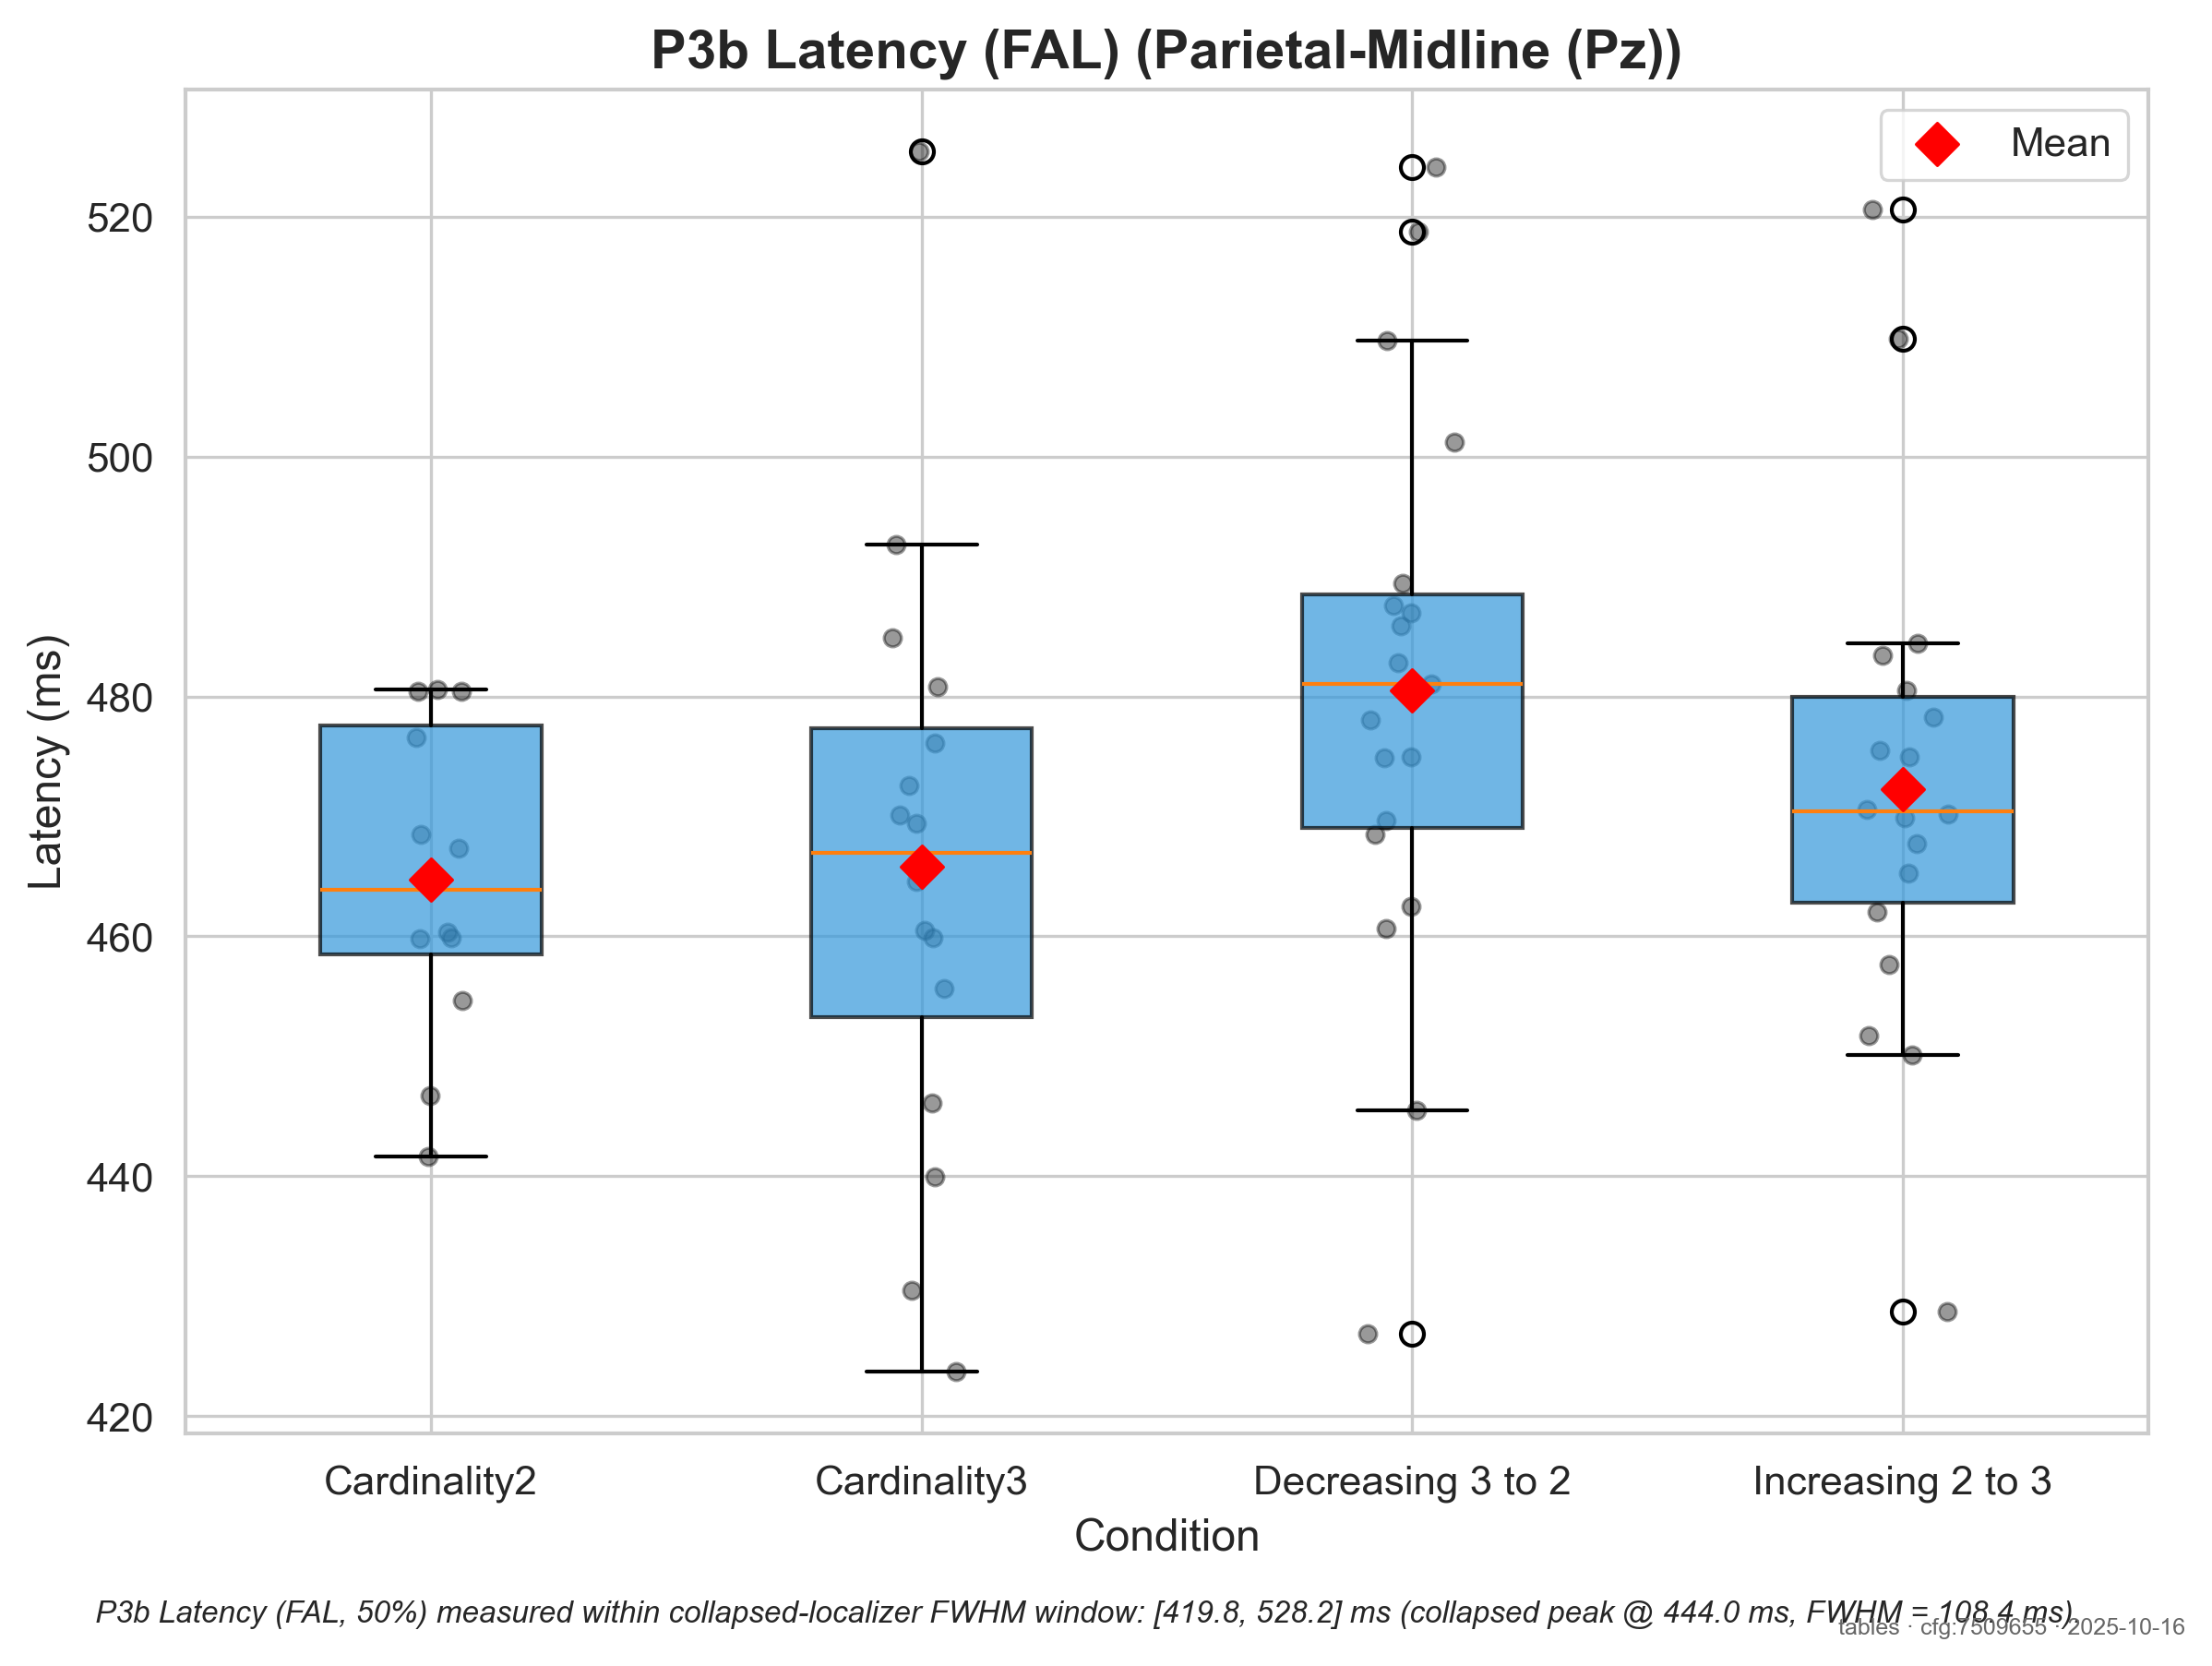 P3b Latency (FAL) (Parietal-Midline (Pz))
Mean
Latency (ms)
520
500
480
460
440
420
Cardinality2 Cardinality3 Decreasing 3 to 2 Increasing 2 to 3
Condition
P3b Latency (FAL, 50%) measured within collapsed-localizer FWHM window: [419.8, 528.2] ms (collapsed peak @ 444.0 ms, FWHM = 108.4 ms).
tables · cfg:7509655 · 2025-10-16